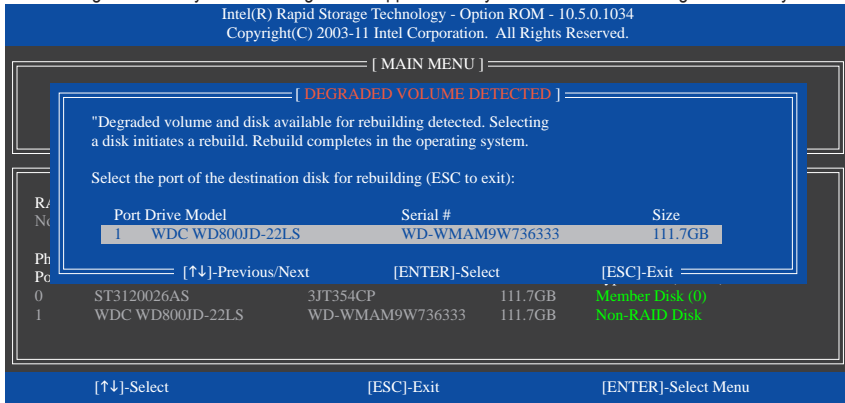 Intel(R) Rapid Storage Technology - Option ROM - 10.5.0.1034
Copyright(C) 2003-11 Intel Corporation. All Rights Reserved.
[ MAIN MENU ]
[ DEGRADED VOLUME DETECTED ]
"Degraded volume and disk available for rebuilding detected. Selecting
a disk initiates a rebuild. Rebuild completes in the operating system.
Select the port of the destination disk for rebuilding (ESC to exit):
Port Drive Model Serial # Size
1 WDC WD800JD-22LS WD-WMAM9W736333 111.7GB
[↑↓]-Previous/Next [ENTER]-Select [ESC]-Exit
0 ST3120026AS 3JT354CP 111.7GB Member Disk (0)
1 WDC WD800JD-22LS WD-WMAM9W736333 111.7GB Non-RAID Disk
[↑↓]-Select [ESC]-Exit [ENTER]-Select Menu